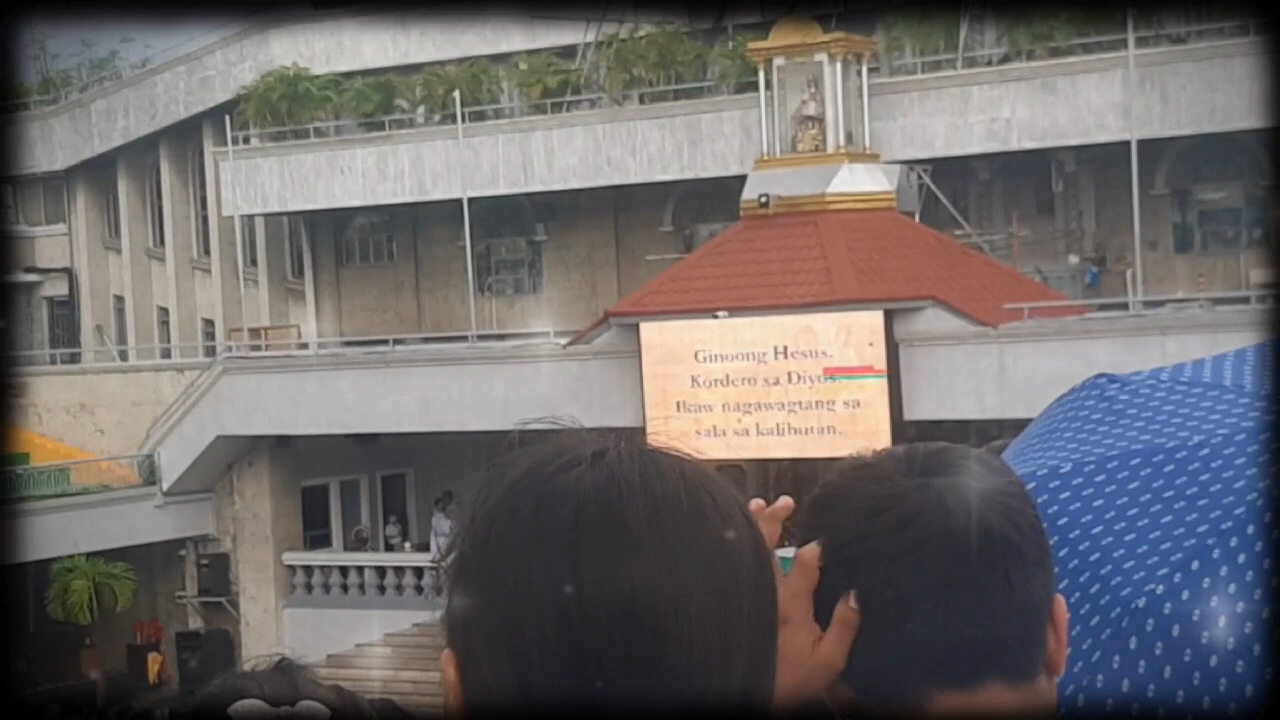 Ginoong Hesus.
Kordero sa Diyos.
Ikaw nagawagtang sa
sala sa kalibutan.